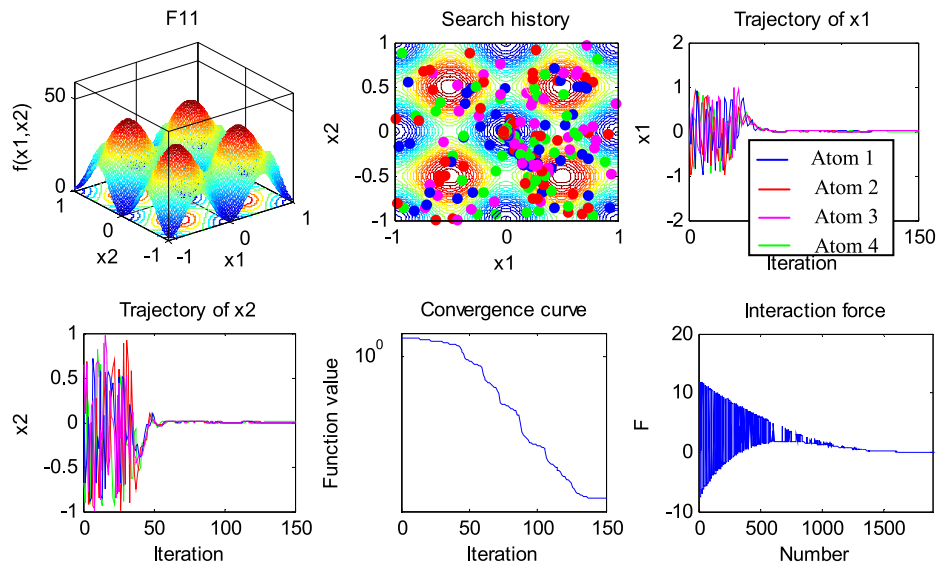 F11
f(x1,x2)
50
0
1
0
-1
x2
-1
0
1
x1
Search history
x2
1
0.5
0
-0.5
-1
-1
0
1
x1
Trajectory of x1
x1
2
1
0
-1
-2
0
150
Iteration
Atom 1
Atom 2
Atom 3
Atom 4
Trajectory of x2
x2
1
0.5
0
-0.5
-1
0
50
100
150
Iteration
Convergence curve
Function value
10^0
0
50
100
150
Iteration
Interaction force
F
20
10
0
-10
0
500
1000
1500
Number